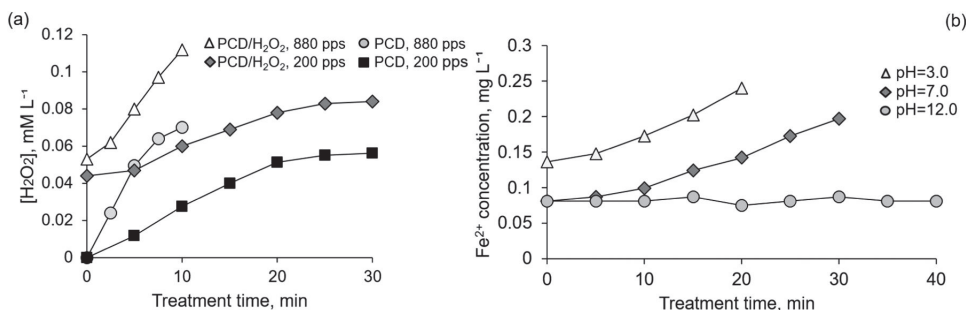 (a)
[H2O2], mM L⁻¹
0.12
0.1
0.08
0.06
0.04
0.02
0
PCD/H₂O₂, 880 pps
PCD, 880 pps
PCD/H₂O₂, 200 pps
PCD, 200 pps
0 10 20 30
Treatment time, min
(b)
Fe²⁺ concentration, mg L⁻¹
0.3
0.25
0.2
0.15
0.1
0.05
0
pH=3.0
pH=7.0
pH=12.0
0 10 20 30 40
Treatment time, min